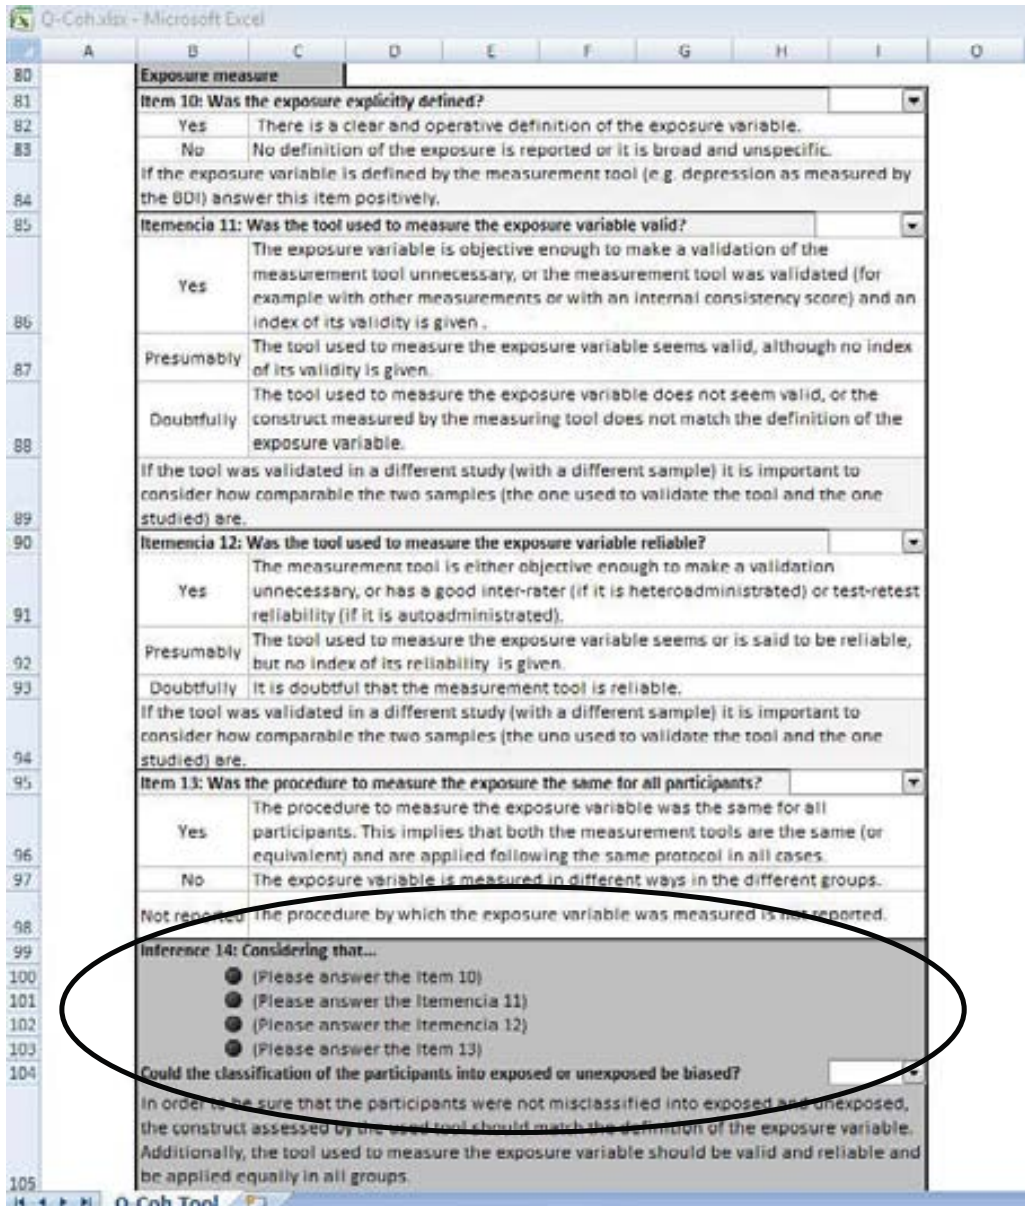 Q-Coh.xlsx - Microsoft Excel
A B C D E F G H I O
80 Exposure measure
81 Item 10: Was the exposure explicitly defined?
82 Yes There is a clear and operative definition of the exposure variable.
83 No No definition of the exposure is reported or it is broad and unspecific.
If the exposure variable is defined by the measurement tool (e.g. depression as measured by
84 the BDI) answer this item positively.
85 Itemencia 11: Was the tool used to measure the exposure variable valid?
The exposure variable is objective enough to make a validation of the
measurement tool unnecessary, or the measurement tool was validated (for
Yes
example with other measurements or with an internal consistency score) and an
86 index of its validity is given .
The tool used to measure the exposure variable seems valid, although no index
Presumably
87 of its validity is given.
The tool used to measure the exposure variable does not seem valid, or the
Doubtfully construct measured by the measuring tool does not match the definition of the
88 exposure variable.
If the tool was validated in a different study (with a different sample) it is important to
consider how comparable the two samples (the one used to validate the tool and the one
89 studied) are.
90 Itemencia 12: Was the tool used to measure the exposure variable reliable?
The measurement tool is either objective enough to make a validation
Yes unnecessary, or has a good inter-rater (if it is heteroadministrated) or test-retest
91 reliability (if it is autoadministrated).
The tool used to measure the exposure variable seems or is said to be reliable,
Presumably
92 but no index of its reliability is given.
93 Doubtfully It is doubtful that the measurement tool is reliable.
If the tool was validated in a different study (with a different sample) it is important to
consider how comparable the two samples (the uno used to validate the tool and the one
94 studied) are.
95 Item 13: Was the procedure to measure the exposure the same for all participants?
The procedure to measure the exposure variable was the same for all
Yes participants. This implies that both the measurement tools are the same (or
96 equivalent) and are applied following the same protocol in all cases.
97 No The exposure variable is measured in different ways in the different groups.
98 Not reported The procedure by which the exposure variable was measured is not reported.
99 Inference 14: Considering that...
100 (Please answer the Item 10)
101 (Please answer the Itemencia 11)
102 (Please answer the Itemencia 12)
103 (Please answer the Item 13)
104 Could the classification of the participants into exposed or unexposed be biased?
In order to be sure that the participants were not misclassified into exposed and unexposed,
the construct assessed by the used tool should match the definition of the exposure variable.
Additionally, the tool used to measure the exposure variable should be valid and reliable and
105 be applied equally in all groups.
Q-Coh Tool